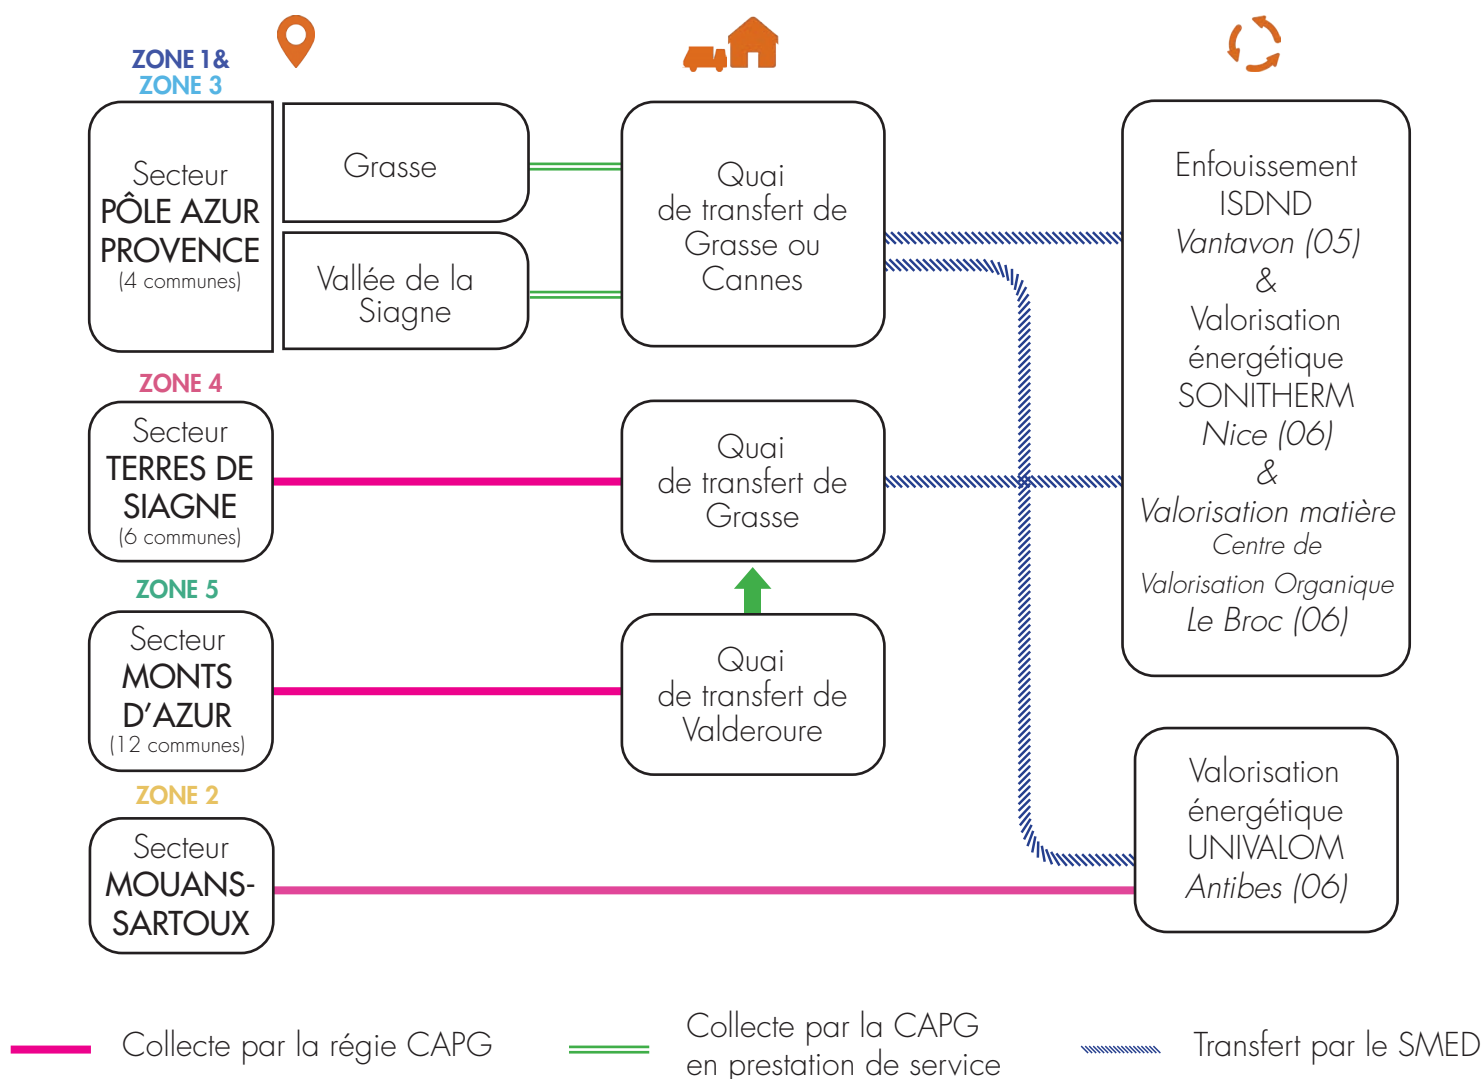 ZONE 1&
ZONE 3
Secteur
PÔLE AZUR
PROVENCE
(4 communes)
Grasse
Vallée de la
Siagne
Quai
de transfert de
Grasse ou
Cannes
Enfouissement
ISDND
Vantavon (05)
&
Valorisation
énergétique
SONITHERM
Nice (06)
&
Valorisation matière
Centre de
Valorisation Organique
Le Broc (06)
ZONE 4
Secteur
TERRES DE
SIAGNE
(6 communes)
Quai
de transfert de
Grasse
ZONE 5
Secteur
MONTS
D’AZUR
(12 communes)
Quai
de transfert de
Valderoure
ZONE 2
Secteur
MOUANS-
SARTOUX
Valorisation
énergétique
UNIVALOM
Antibes (06)
Collecte par la régie CAPG
Collecte par la CAPG
en prestation de service
Transfert par le SMED